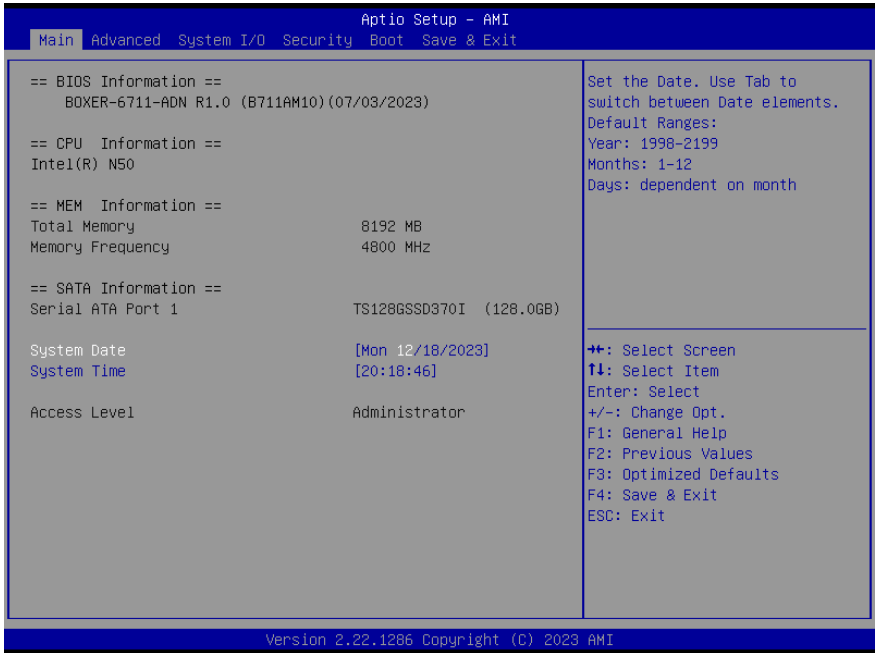 Aptio Setup - AMI
Main Advanced System I/O Security Boot Save & Exit
== BIOS Information ==
BOXER-6711-ADN R1.0 (B711AM10)(07/03/2023)
== CPU Information ==
Intel(R) N50
== MEM Information ==
Total Memory 8192 MB
Memory Frequency 4800 MHz
== SATA Information ==
Serial ATA Port 1 TS128GSSD370I (128.0GB)
System Date [Mon 12/18/2023]
System Time [20:18:46]
Access Level Administrator
Set the Date. Use Tab to
switch between Date elements.
Default Ranges:
Year: 1998-2199
Months: 1-12
Days: dependent on month
→←: Select Screen
↑↓: Select Item
Enter: Select
+/-: Change Opt.
F1: General Help
F2: Previous Values
F3: Optimized Defaults
F4: Save & Exit
ESC: Exit
Version 2.22.1286 Copyright (C) 2023 AMI